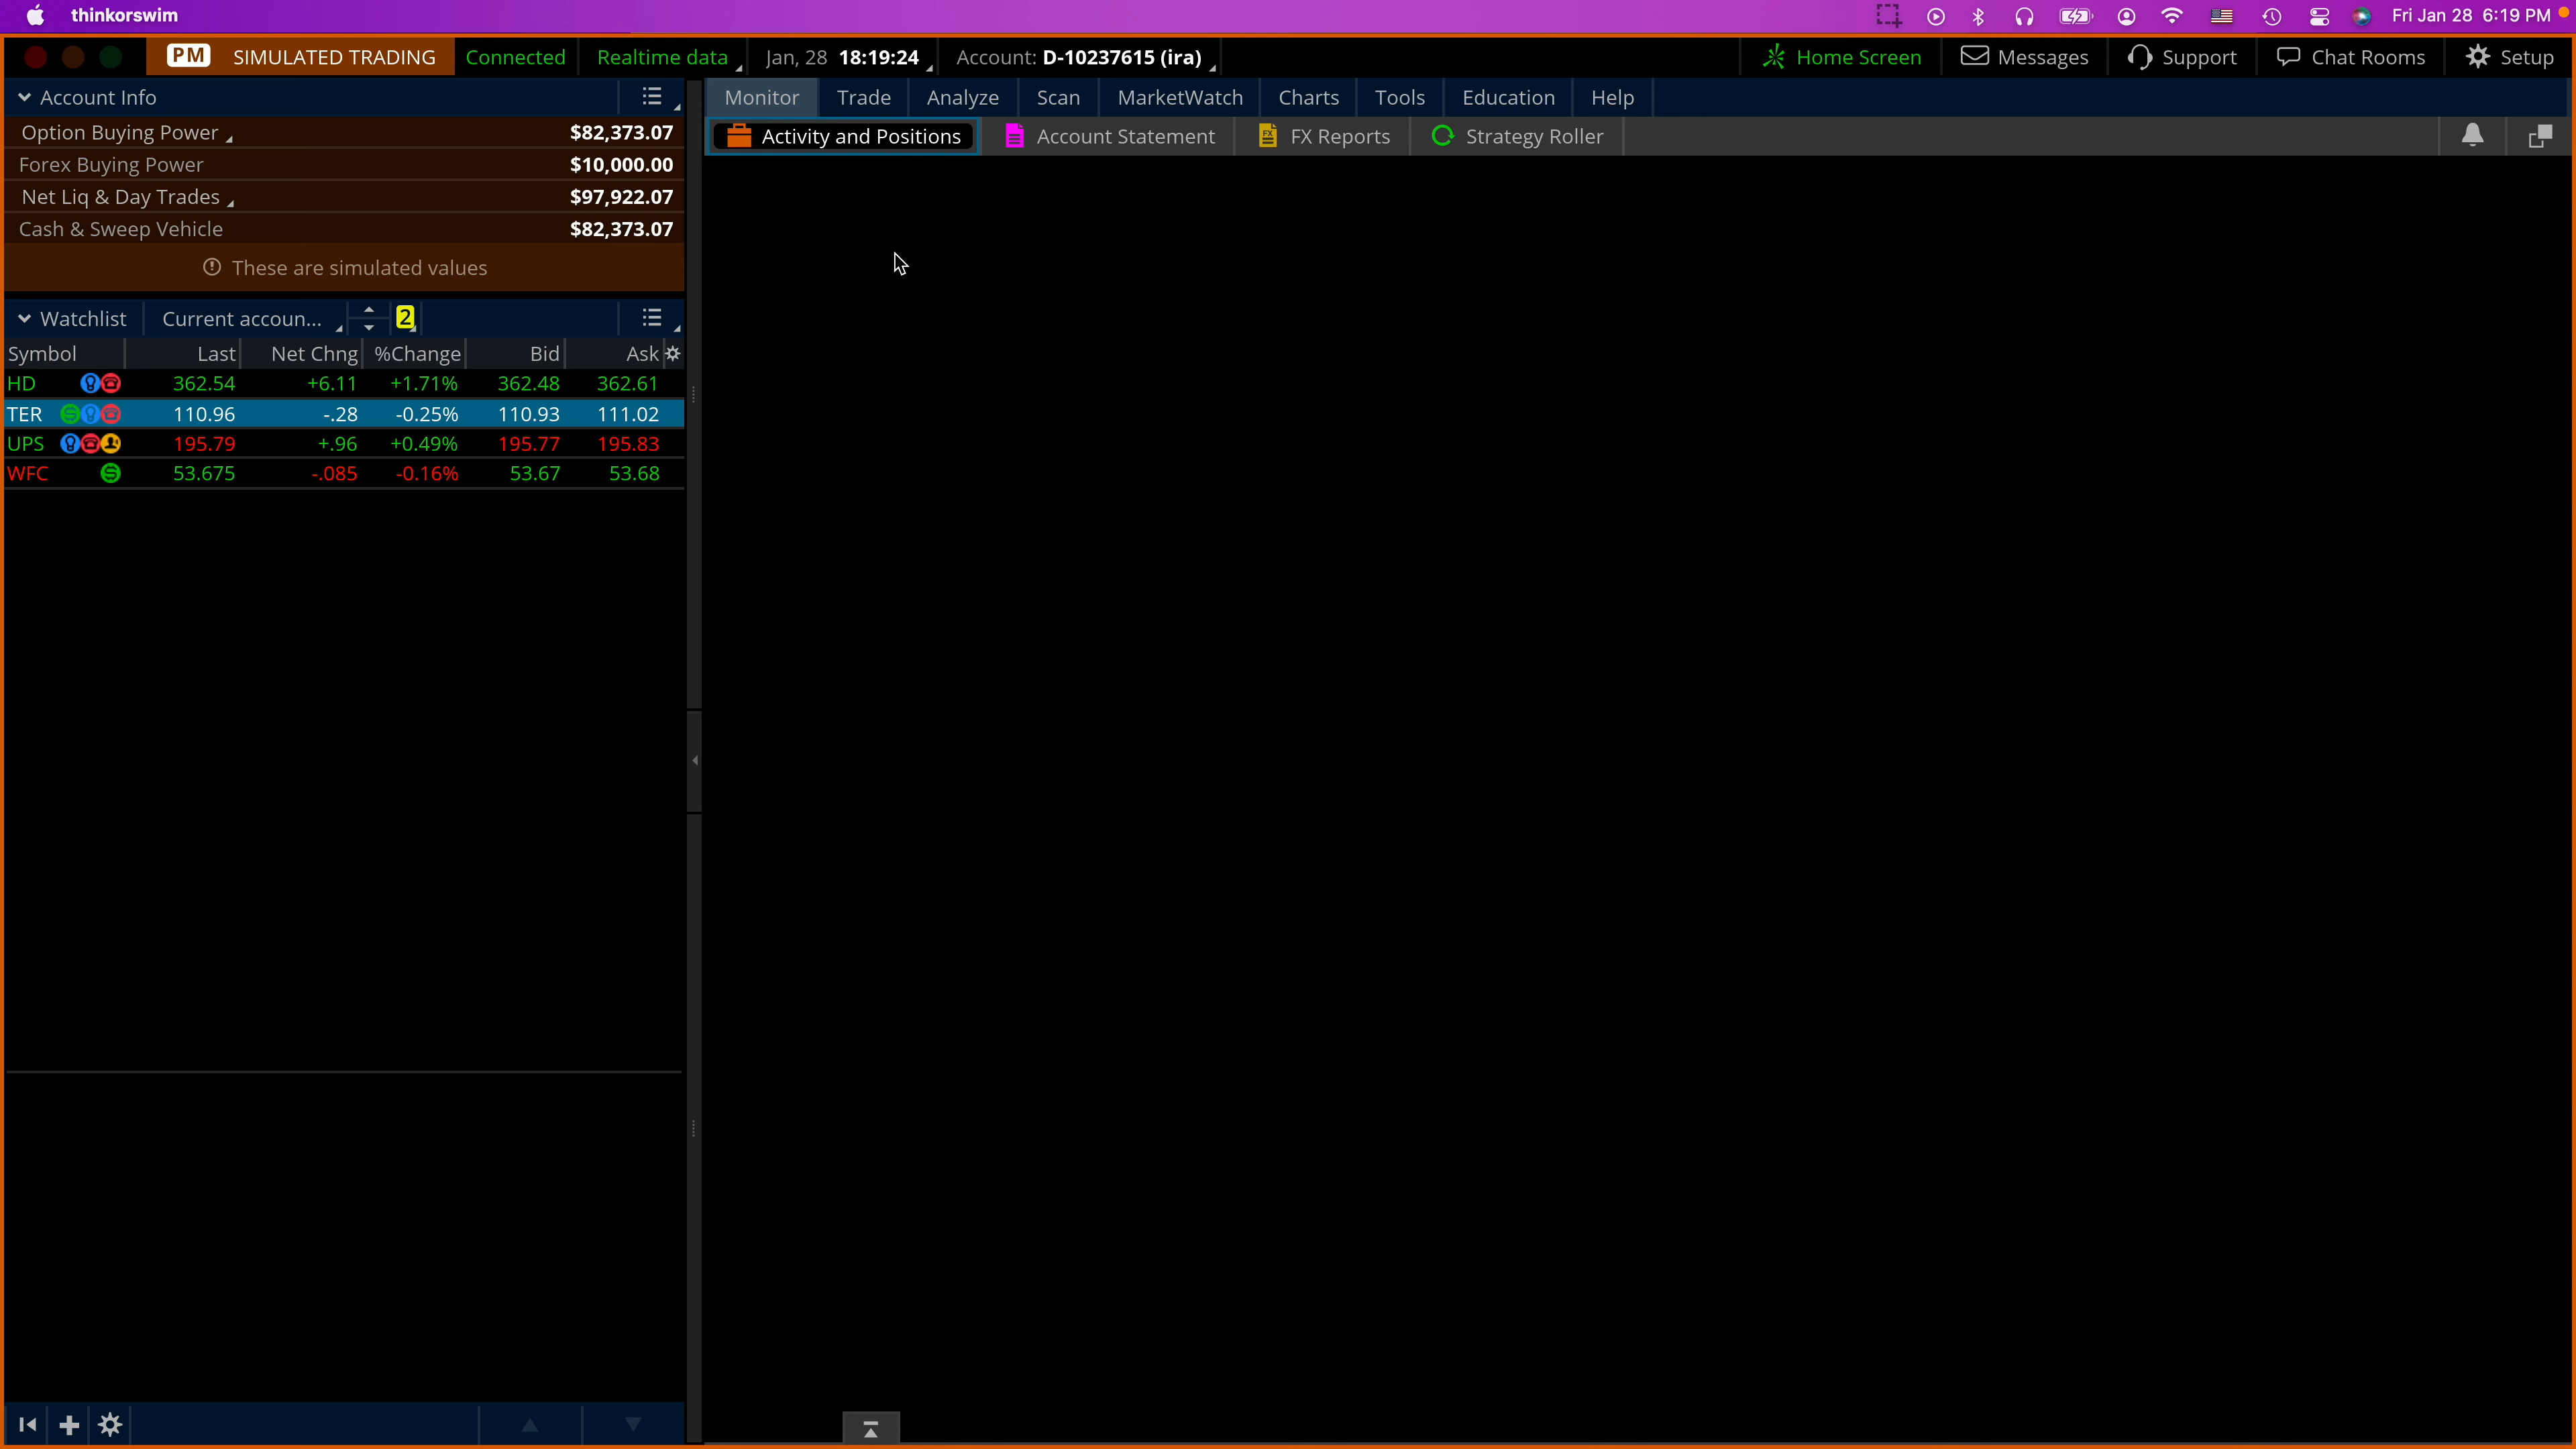 thinkorswim
Fri Jan 28 6:19 PM
PM SIMULATED TRADING Connected Realtime data Jan, 28 18:19:24 Account: D-10237615 (ira) Home Screen Messages Support Chat Rooms Setup
Account Info
Option Buying Power $82,373.07
Forex Buying Power $10,000.00
Net Liq & Day Trades $97,922.07
Cash & Sweep Vehicle $82,373.07
These are simulated values
Watchlist Current accoun... 2
Symbol Last Net Chng %Change Bid Ask
HD 362.54 +6.11 +1.71% 362.48 362.61
TER 110.96 -.28 -0.25% 110.93 111.02
UPS 195.79 +.96 +0.49% 195.77 195.83
WFC 53.675 -.085 -0.16% 53.67 53.68
Monitor Trade Analyze Scan MarketWatch Charts Tools Education Help
Activity and Positions Account Statement FX FX Reports Strategy Roller